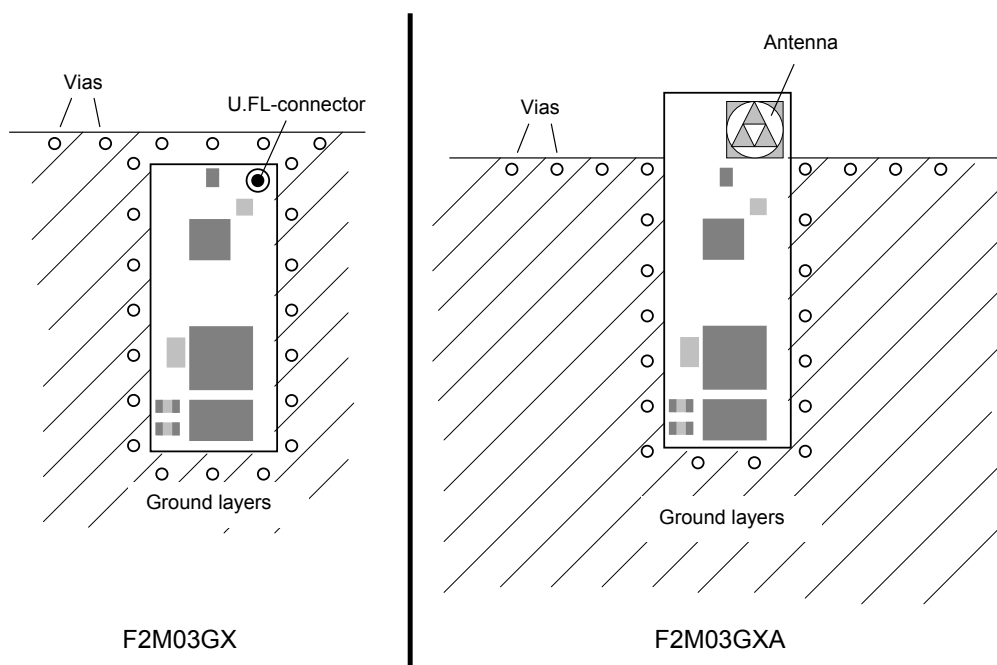 Vias
U.FL-connector
Ground layers
F2M03GX
Antenna
Vias
Ground layers
F2M03GXA